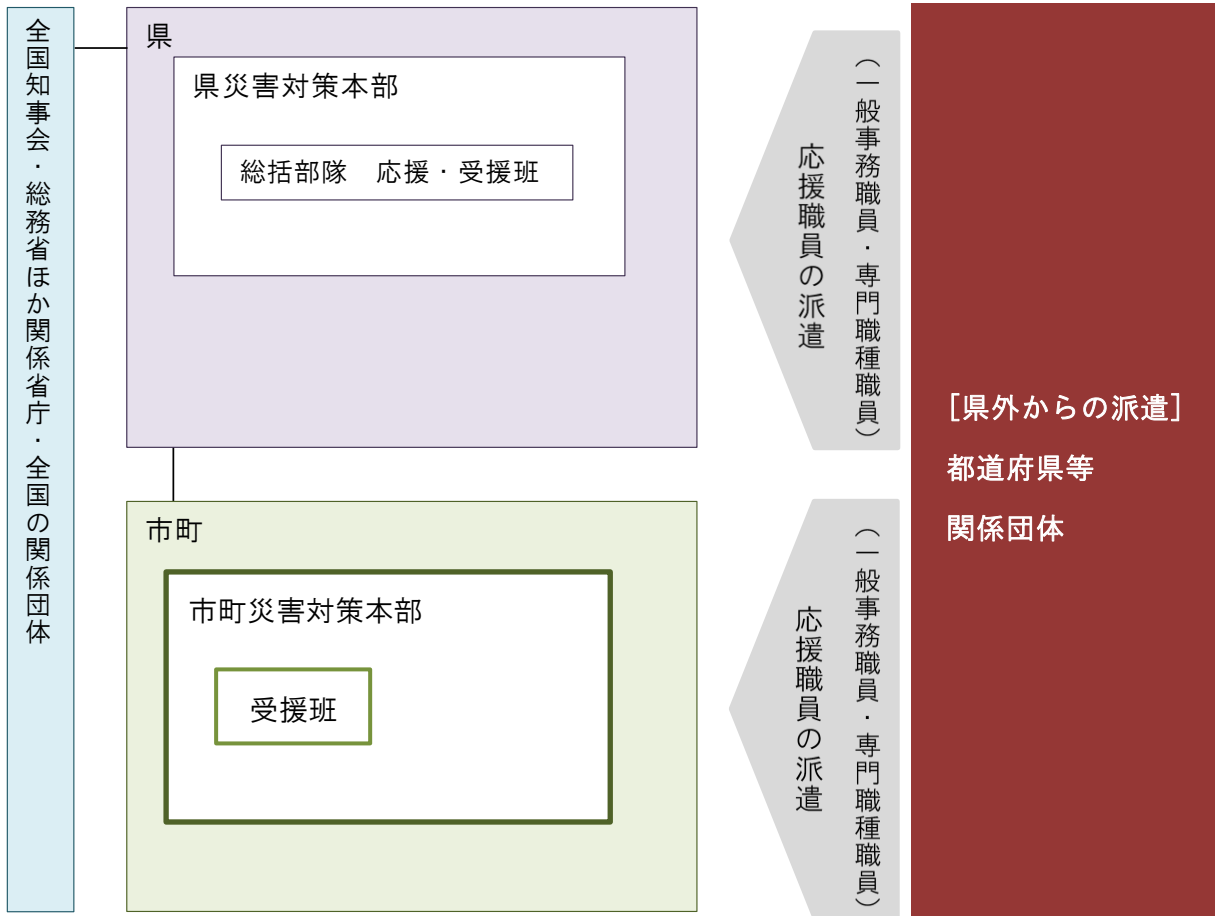 全国知事会・総務省ほか関係省庁・全国の関係団体
県
県災害対策本部
総括部隊　応援・受援班
市町
市町災害対策本部
受援班
（一般事務職員・専門職種職員）
応援職員の派遣
（一般事務職員・専門職種職員）
応援職員の派遣
[県外からの派遣]
都道府県等
関係団体